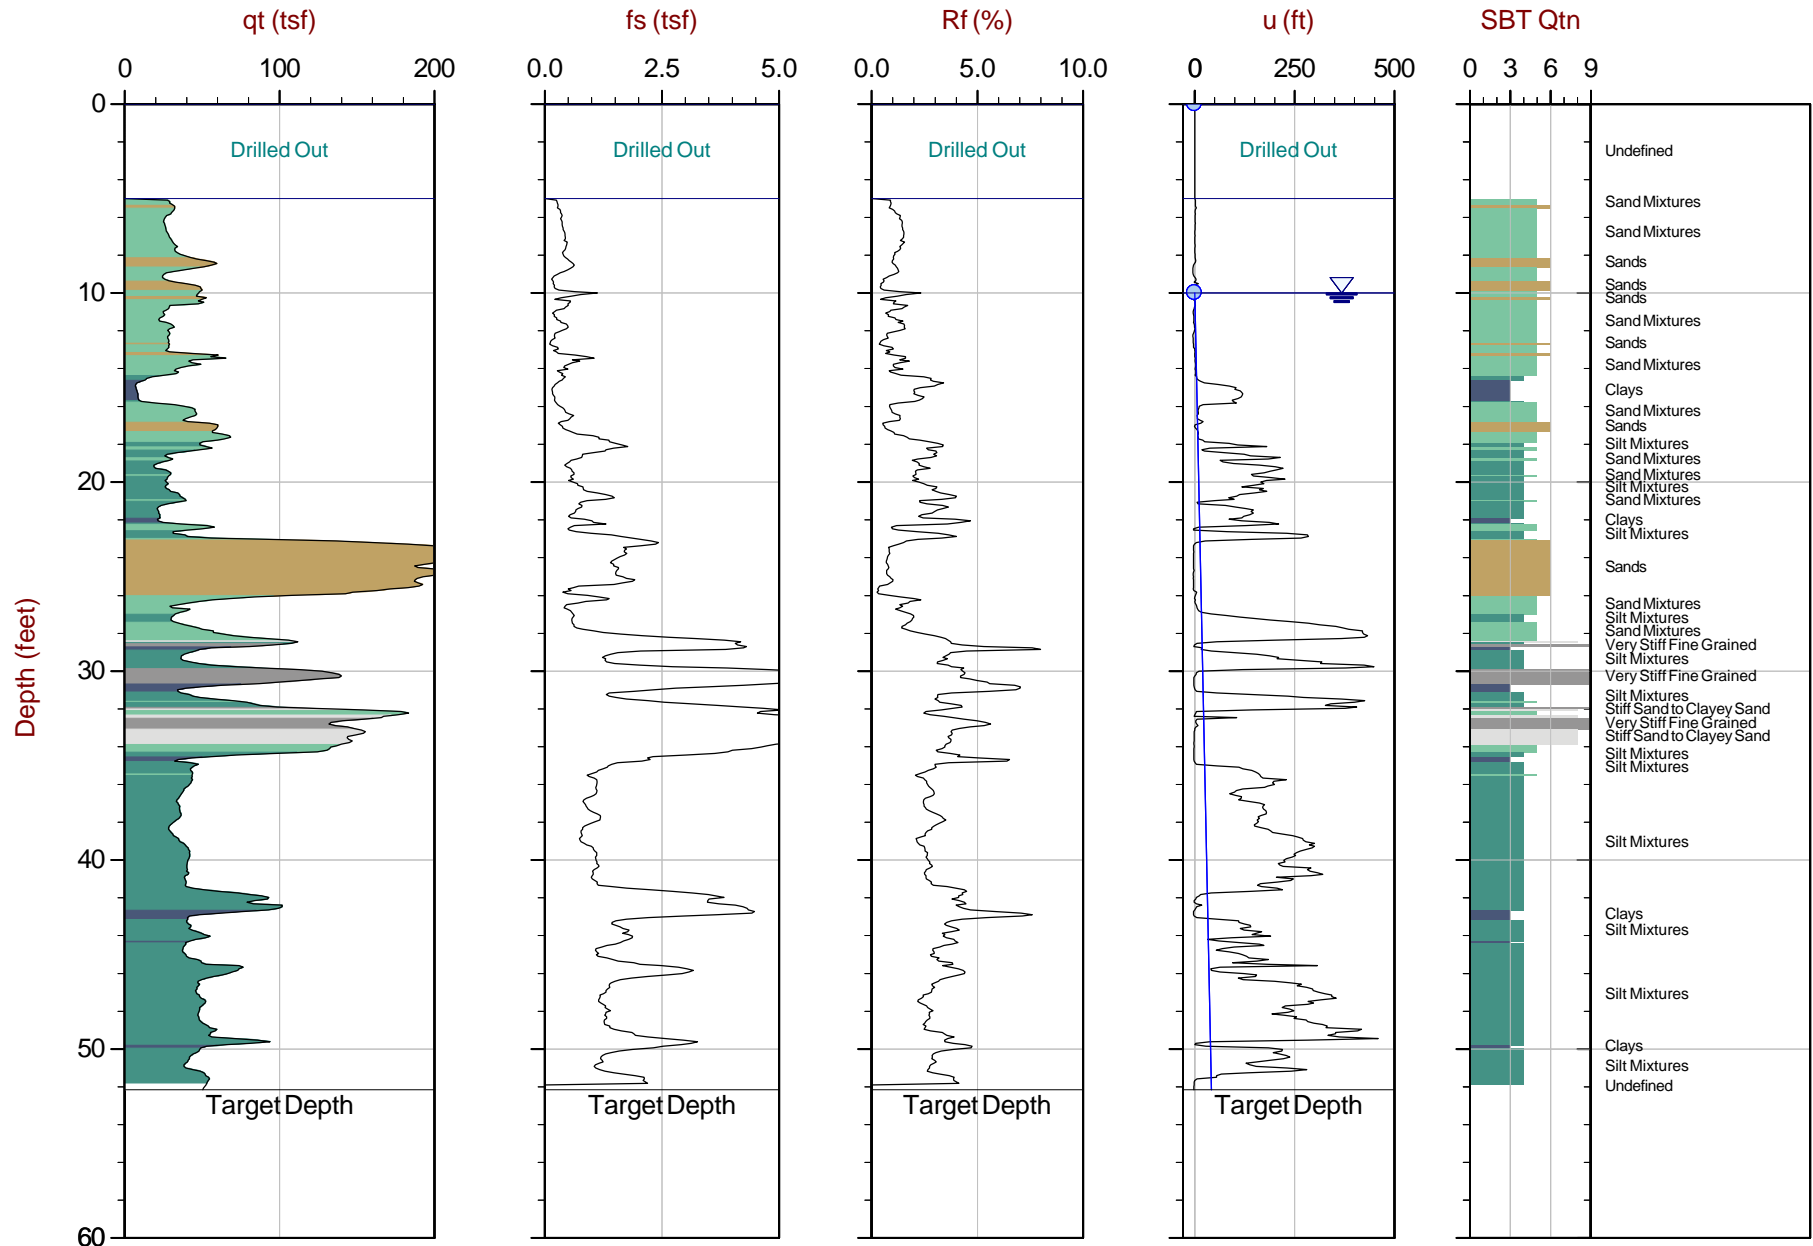 qt (tsf) fs (tsf) Rf (%) u (ft) SBT Qtn
0 100 200 0.0 2.5 5.0 0.0 5.0 10.0 0 250 500 0 3 6 9
0
Drilled Out Drilled Out Drilled Out Drilled Out Undefined
Sand Mixtures
Sand Mixtures
Sands
Sands
10
Sands
Sand Mixtures
Sands
Sand Mixtures
Clays
Sand Mixtures
Sands
Silt Mixtures
Sand Mixtures
Sand Mixtures
20
Silt Mixtures
Sand Mixtures
Clays
Silt Mixtures
Sands
Sand Mixtures
Silt Mixtures
Sand Mixtures
Very Stiff Fine Grained
Silt Mixtures
30
Very Stiff Fine Grained
Silt Mixtures
Stiff Sand to Clayey Sand
Very Stiff Fine Grained
Stiff Sand to Clayey Sand
Silt Mixtures
Silt Mixtures
Depth (feet)
Silt Mixtures
40
Clays
Silt Mixtures
Silt Mixtures
Clays
50
Silt Mixtures
Undefined
Target Depth Target Depth Target Depth Target Depth
60